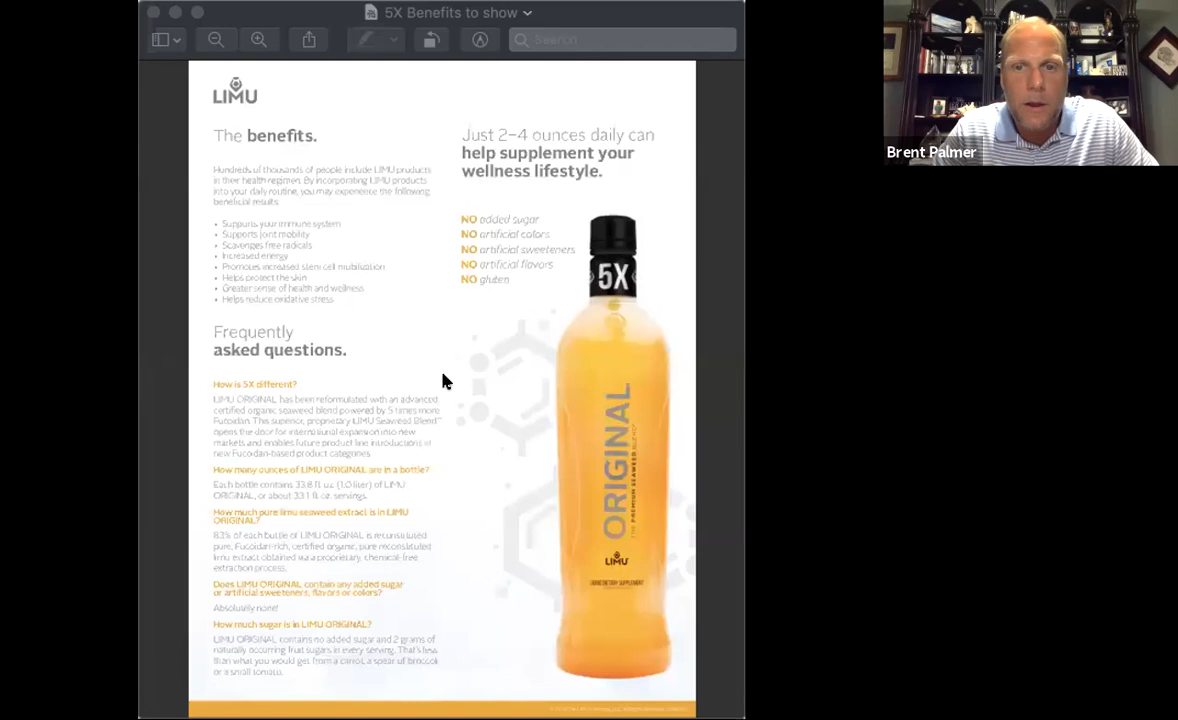 5X Benefits to show
Search
LIMU
The benefits.
Hundreds of thousands of people include LIMU products
in their health regimen. By incorporating LIMU products
into your daily routine, you may experience the following
beneficial results:
• Supports your immune system
• Supports joint mobility
• Scavenges free radicals
• Increased energy
• Promotes increased stem cell mobilization
• Helps protect the skin
• Greater sense of health and wellness
• Helps reduce oxidative stress
Frequently
asked questions.
How is 5X different?
LIMU ORIGINAL has been reformulated with an advanced
certified organic seaweed blend powered by 5 times more
Fucoidan. This superior, proprietary LIMU Seaweed Blend™
opens the door for international expansion into new
markets and enables future product line introductions of
new Fucoidan-based product categories.
How many ounces of LIMU ORIGINAL are in a bottle?
Each bottle contains 33.8 fl. oz. (1.0 liter) of LIMU
ORIGINAL, or about 33 1 fl. oz. servings.
How much pure limu seaweed extract is in LIMU
ORIGINAL?
83% of each bottle of LIMU ORIGINAL is reconstituted
pure, Fucoidan-rich, certified organic, pure reconstituted
limu extract obtained via a proprietary, chemical-free
extraction process.
Does LIMU ORIGINAL contain any added sugar
or artificial sweeteners, flavors or colors?
Absolutely none!
How much sugar is in LIMU ORIGINAL?
LIMU ORIGINAL contains no added sugar and 2 grams of
naturally occurring fruit sugars in every serving. That's less
than what you would get from a carrot, a spear of broccoli
or a small tomato.
Just 2–4 ounces daily can
help supplement your
wellness lifestyle.
NO added sugar
NO artificial colors
NO artificial sweeteners
NO artificial flavors
NO gluten
5X
ORIGINAL
THE PREMIUM SEAWEED BLEND
LIMU
Brent Palmer